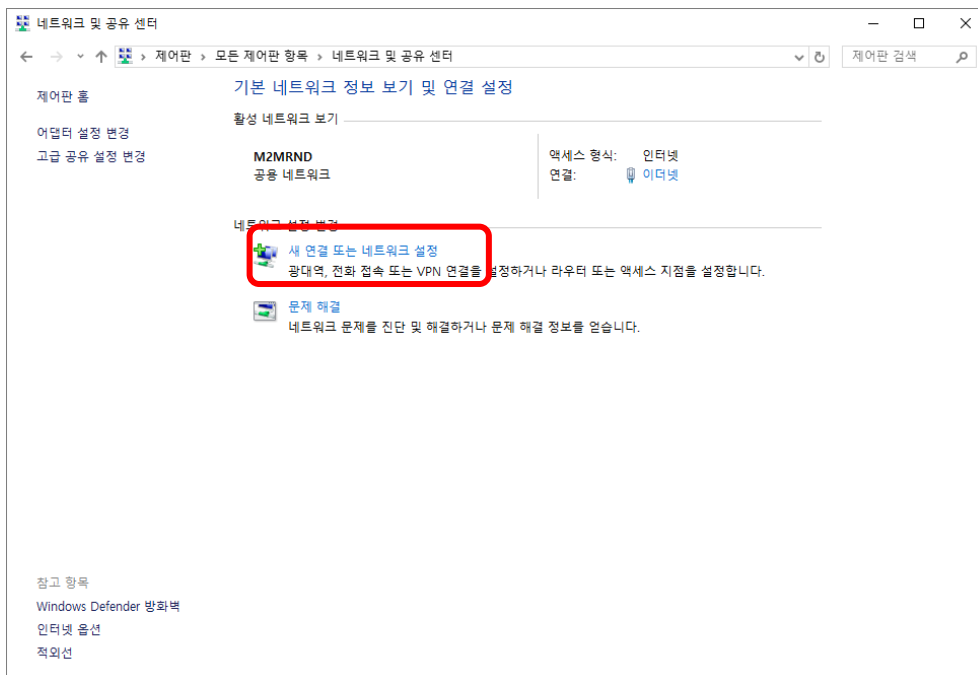 네트워크 및 공유 센터
제어판 › 모든 제어판 항목 › 네트워크 및 공유 센터
제어판 검색
제어판 홈
어댑터 설정 변경
고급 공유 설정 변경
기본 네트워크 정보 보기 및 연결 설정
활성 네트워크 보기
M2MRND
공용 네트워크
액세스 형식: 인터넷
연결: 이더넷
네트워크 설정 변경
새 연결 또는 네트워크 설정
광대역, 전화 접속 또는 VPN 연결을 설정하거나 라우터 또는 액세스 지점을 설정합니다.
문제 해결
네트워크 문제를 진단 및 해결하거나 문제 해결 정보를 얻습니다.
참고 항목
Windows Defender 방화벽
인터넷 옵션
적외선